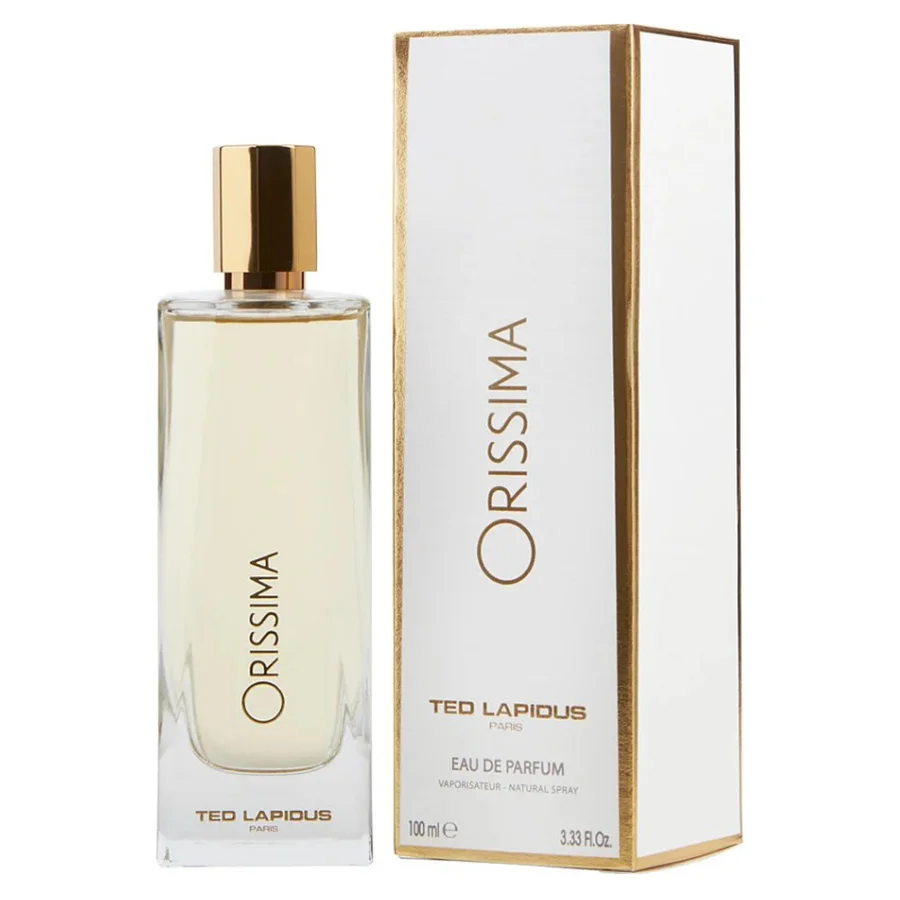 ORISSIMA
TED LAPIDUS
PARIS
ORISSIMA
TED LAPIDUS
PARIS
EAU DE PARFUM
VAPORISATEUR - NATURAL SPRAY
100 ml ℮
3.33 Fl.Oz.